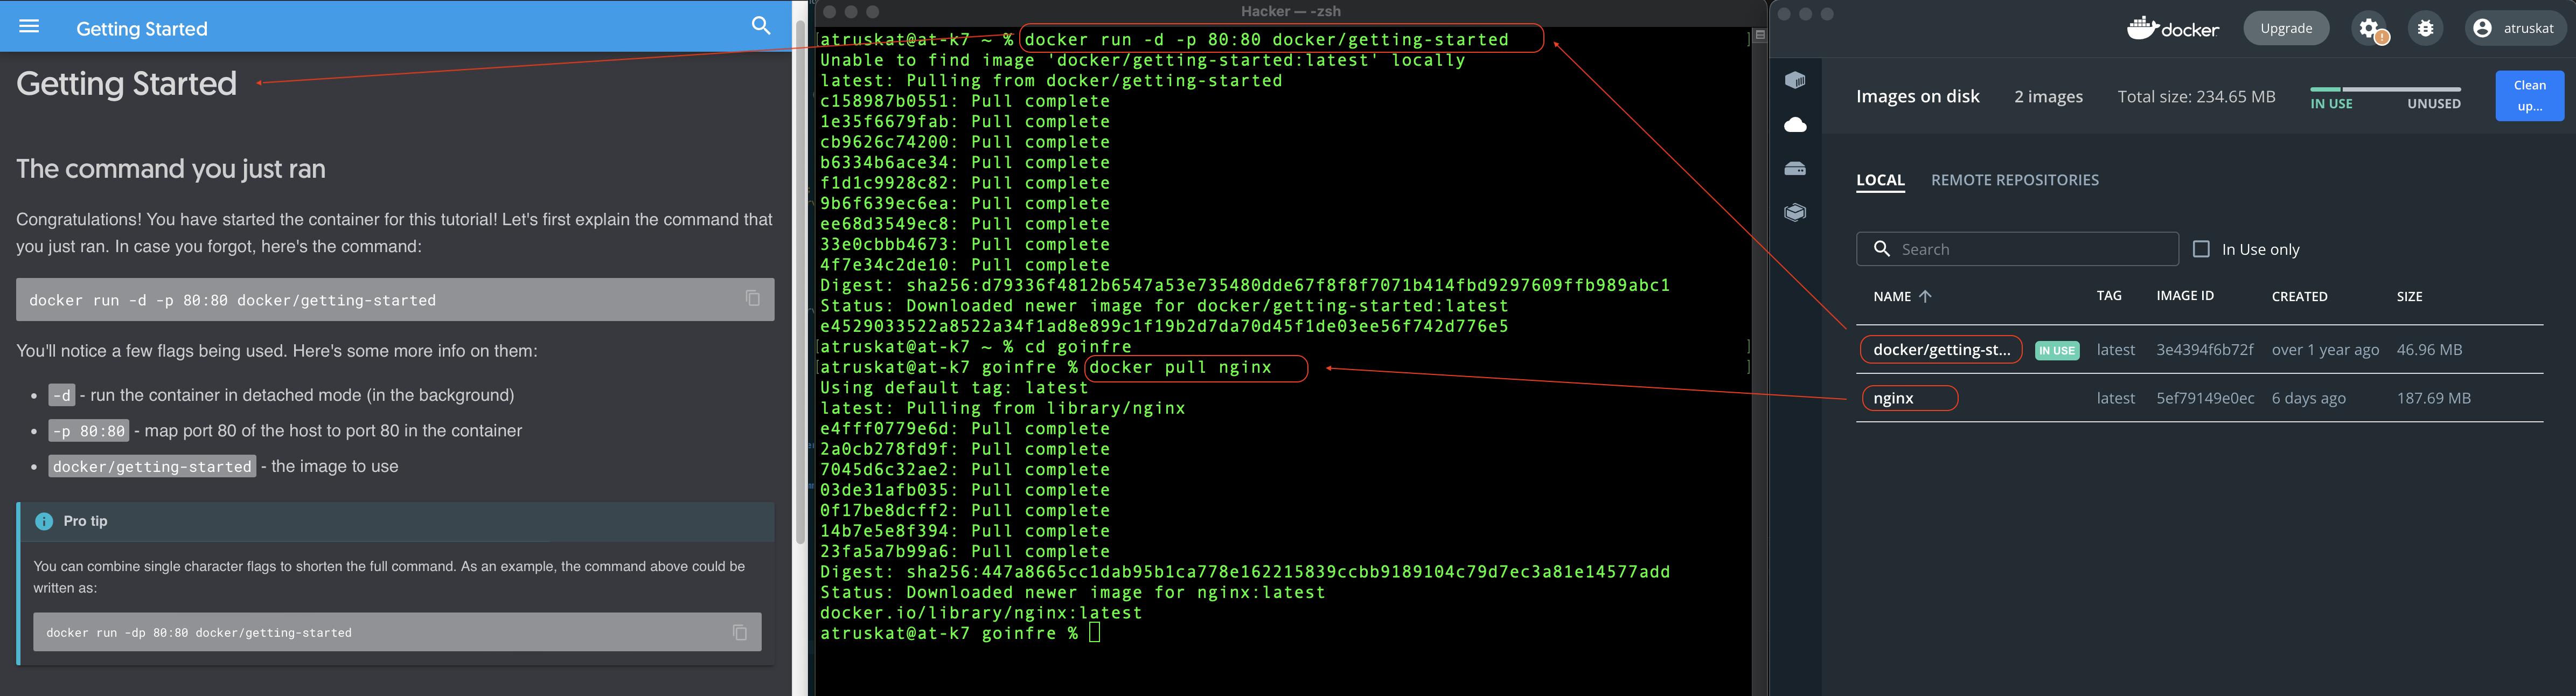 Getting Started
Getting Started
The command you just ran
Congratulations! You have started the container for this tutorial! Let's first explain the command that
you just ran. In case you forgot, here's the command:
docker run -d -p 80:80 docker/getting-started
You'll notice a few flags being used. Here's some more info on them:
-d - run the container in detached mode (in the background)
-p 80:80 - map port 80 of the host to port 80 in the container
docker/getting-started - the image to use
Pro tip
You can combine single character flags to shorten the full command. As an example, the command above could be
written as:
docker run -dp 80:80 docker/getting-started
Hacker — -zsh
[atruskat@at-k7 ~ % docker run -d -p 80:80 docker/getting-started ]
Unable to find image 'docker/getting-started:latest' locally
latest: Pulling from docker/getting-started
c158987b0551: Pull complete
1e35f6679fab: Pull complete
cb9626c74200: Pull complete
b6334b6ace34: Pull complete
f1d1c9928c82: Pull complete
9b6f639ec6ea: Pull complete
ee68d3549ec8: Pull complete
33e0cbbb4673: Pull complete
4f7e34c2de10: Pull complete
Digest: sha256:d79336f4812b6547a53e735480dde67f8f8f7071b414fbd9297609ffb989abc1
Status: Downloaded newer image for docker/getting-started:latest
e4529033522a8522a34f1ad8e899c1f19b2d7da70d45f1de03ee56f742d776e5
[atruskat@at-k7 ~ % cd goinfre ]
[atruskat@at-k7 goinfre % docker pull nginx ]
Using default tag: latest
latest: Pulling from library/nginx
e4fff0779e6d: Pull complete
2a0cb278fd9f: Pull complete
7045d6c32ae2: Pull complete
03de31afb035: Pull complete
0f17be8dcff2: Pull complete
14b7e5e8f394: Pull complete
23fa5a7b99a6: Pull complete
Digest: sha256:447a8665cc1dab95b1ca778e162215839ccbb9189104c79d7ec3a81e14577add
Status: Downloaded newer image for nginx:latest
docker.io/library/nginx:latest
atruskat@at-k7 goinfre %
docker Upgrade ! atruskat
Images on disk 2 images Total size: 234.65 MB IN USE UNUSED Clean up...
LOCAL REMOTE REPOSITORIES
Search In Use only
NAME TAG IMAGE ID CREATED SIZE
docker/getting-st... IN USE latest 3e4394f6b72f over 1 year ago 46.96 MB
nginx latest 5ef79149e0ec 6 days ago 187.69 MB